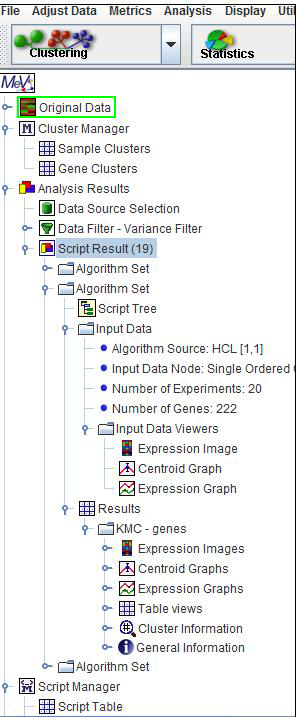 File Adjust Data Metrics Analysis Display Util
Clustering Statistics
MeV
Original Data
Cluster Manager
Sample Clusters
Gene Clusters
Analysis Results
Data Source Selection
Data Filter - Variance Filter
Script Result (19)
Algorithm Set
Algorithm Set
Script Tree
Input Data
Algorithm Source: HCL [1,1]
Input Data Node: Single Ordered
Number of Experiments: 20
Number of Genes: 222
Input Data Viewers
Expression Image
Centroid Graph
Expression Graph
Results
KMC - genes
Expression Images
Centroid Graphs
Expression Graphs
Table views
Cluster Information
General Information
Algorithm Set
Script Manager
Script Table